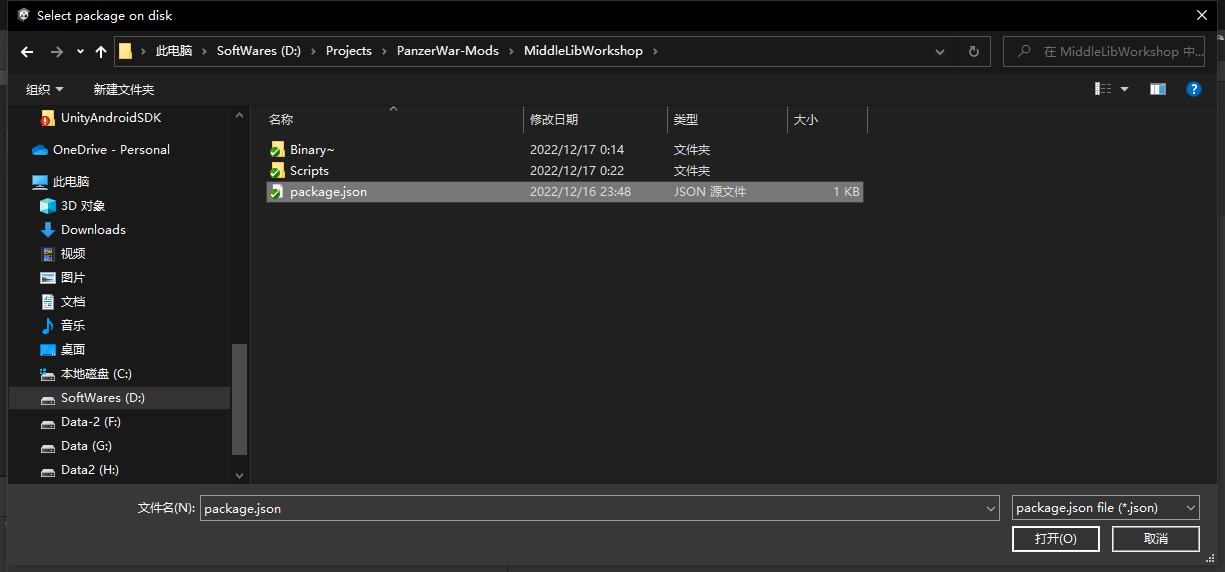 Select package on disk
此电脑 › SoftWares (D:) › Projects › PanzerWar-Mods › MiddleLibWorkshop ›
在 MiddleLibWorkshop 中...
组织 新建文件夹
UnityAndroidSDK
OneDrive - Personal
此电脑
3D 对象
Downloads
视频
图片
文档
音乐
桌面
本地磁盘 (C:)
SoftWares (D:)
Data-2 (F:)
Data (G:)
Data2 (H:)
名称 修改日期 类型 大小
Binary~ 2022/12/17 0:14 文件夹
Scripts 2022/12/17 0:22 文件夹
package.json 2022/12/16 23:48 JSON 源文件 1 KB
文件名(N): package.json package.json file (*.json)
打开(O) 取消